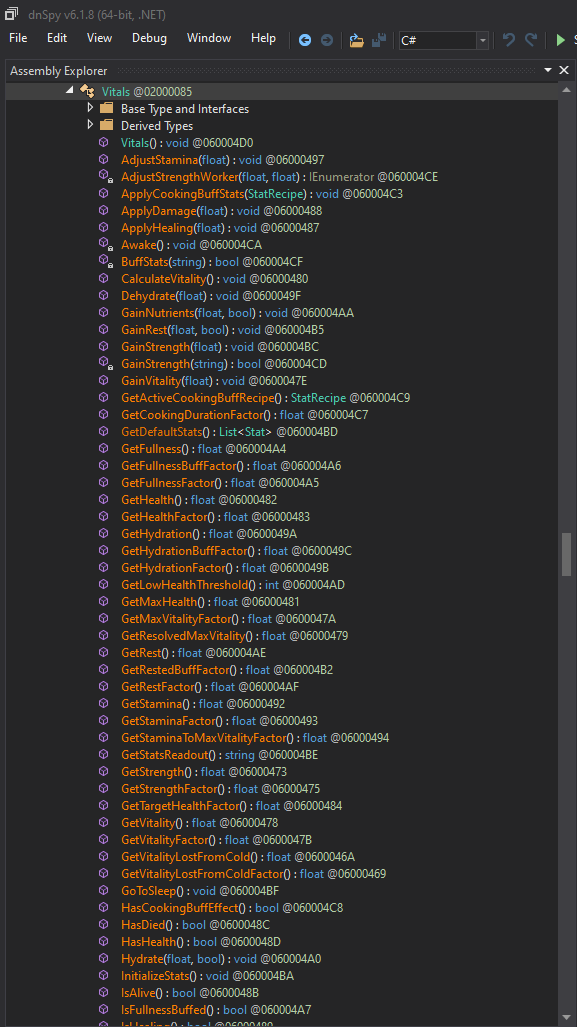 dnSpy v6.1.8 (64-bit, .NET)
File Edit View Debug Window Help C# S
Assembly Explorer
Vitals @02000085
Base Type and Interfaces
Derived Types
Vitals() : void @060004D0
AdjustStamina(float) : void @06000497
AdjustStrengthWorker(float, float) : IEnumerator @060004CE
ApplyCookingBuffStats(StatRecipe) : void @060004C3
ApplyDamage(float) : void @06000488
ApplyHealing(float) : void @06000487
Awake() : void @060004CA
BuffStats(string) : bool @060004CF
CalculateVitality() : void @06000480
Dehydrate(float) : void @0600049F
GainNutrients(float, bool) : void @060004AA
GainRest(float, bool) : void @060004B5
GainStrength(float) : void @060004BC
GainStrength(string) : bool @060004CD
GainVitality(float) : void @0600047E
GetActiveCookingBuffRecipe() : StatRecipe @060004C9
GetCookingDurationFactor() : float @060004C7
GetDefaultStats() : List<Stat> @060004BD
GetFullness() : float @060004A4
GetFullnessBuffFactor() : float @060004A6
GetFullnessFactor() : float @060004A5
GetHealth() : float @06000482
GetHealthFactor() : float @06000483
GetHydration() : float @0600049A
GetHydrationBuffFactor() : float @0600049C
GetHydrationFactor() : float @0600049B
GetLowHealthThreshold() : int @060004AD
GetMaxHealth() : float @06000481
GetMaxVitalityFactor() : float @0600047A
GetResolvedMaxVitality() : float @06000479
GetRest() : float @060004AE
GetRestedBuffFactor() : float @060004B2
GetRestFactor() : float @060004AF
GetStamina() : float @06000492
GetStaminaFactor() : float @06000493
GetStaminaToMaxVitalityFactor() : float @06000494
GetStatsReadout() : string @060004BE
GetStrength() : float @06000473
GetStrengthFactor() : float @06000475
GetTargetHealthFactor() : float @06000484
GetVitality() : float @06000478
GetVitalityFactor() : float @0600047B
GetVitalityLostFromCold() : float @0600046A
GetVitalityLostFromColdFactor() : float @06000469
GoToSleep() : void @060004BF
HasCookingBuffEffect() : bool @060004C8
HasDied() : bool @0600048C
HasHealth() : bool @0600048D
Hydrate(float, bool) : void @060004A0
InitializeStats() : void @060004BA
IsAlive() : bool @0600048B
IsFullnessBuffed() : bool @060004A7